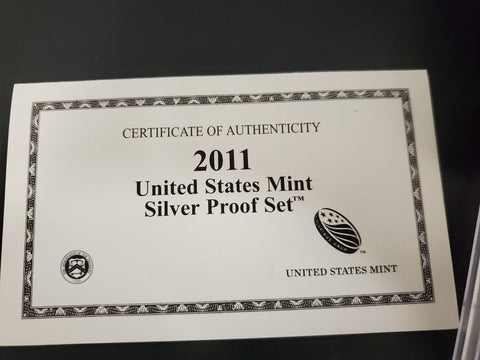 CERTIFICATE OF AUTHENTICITY
2011
United States Mint
Silver Proof Set™
UNITED STATES MINT